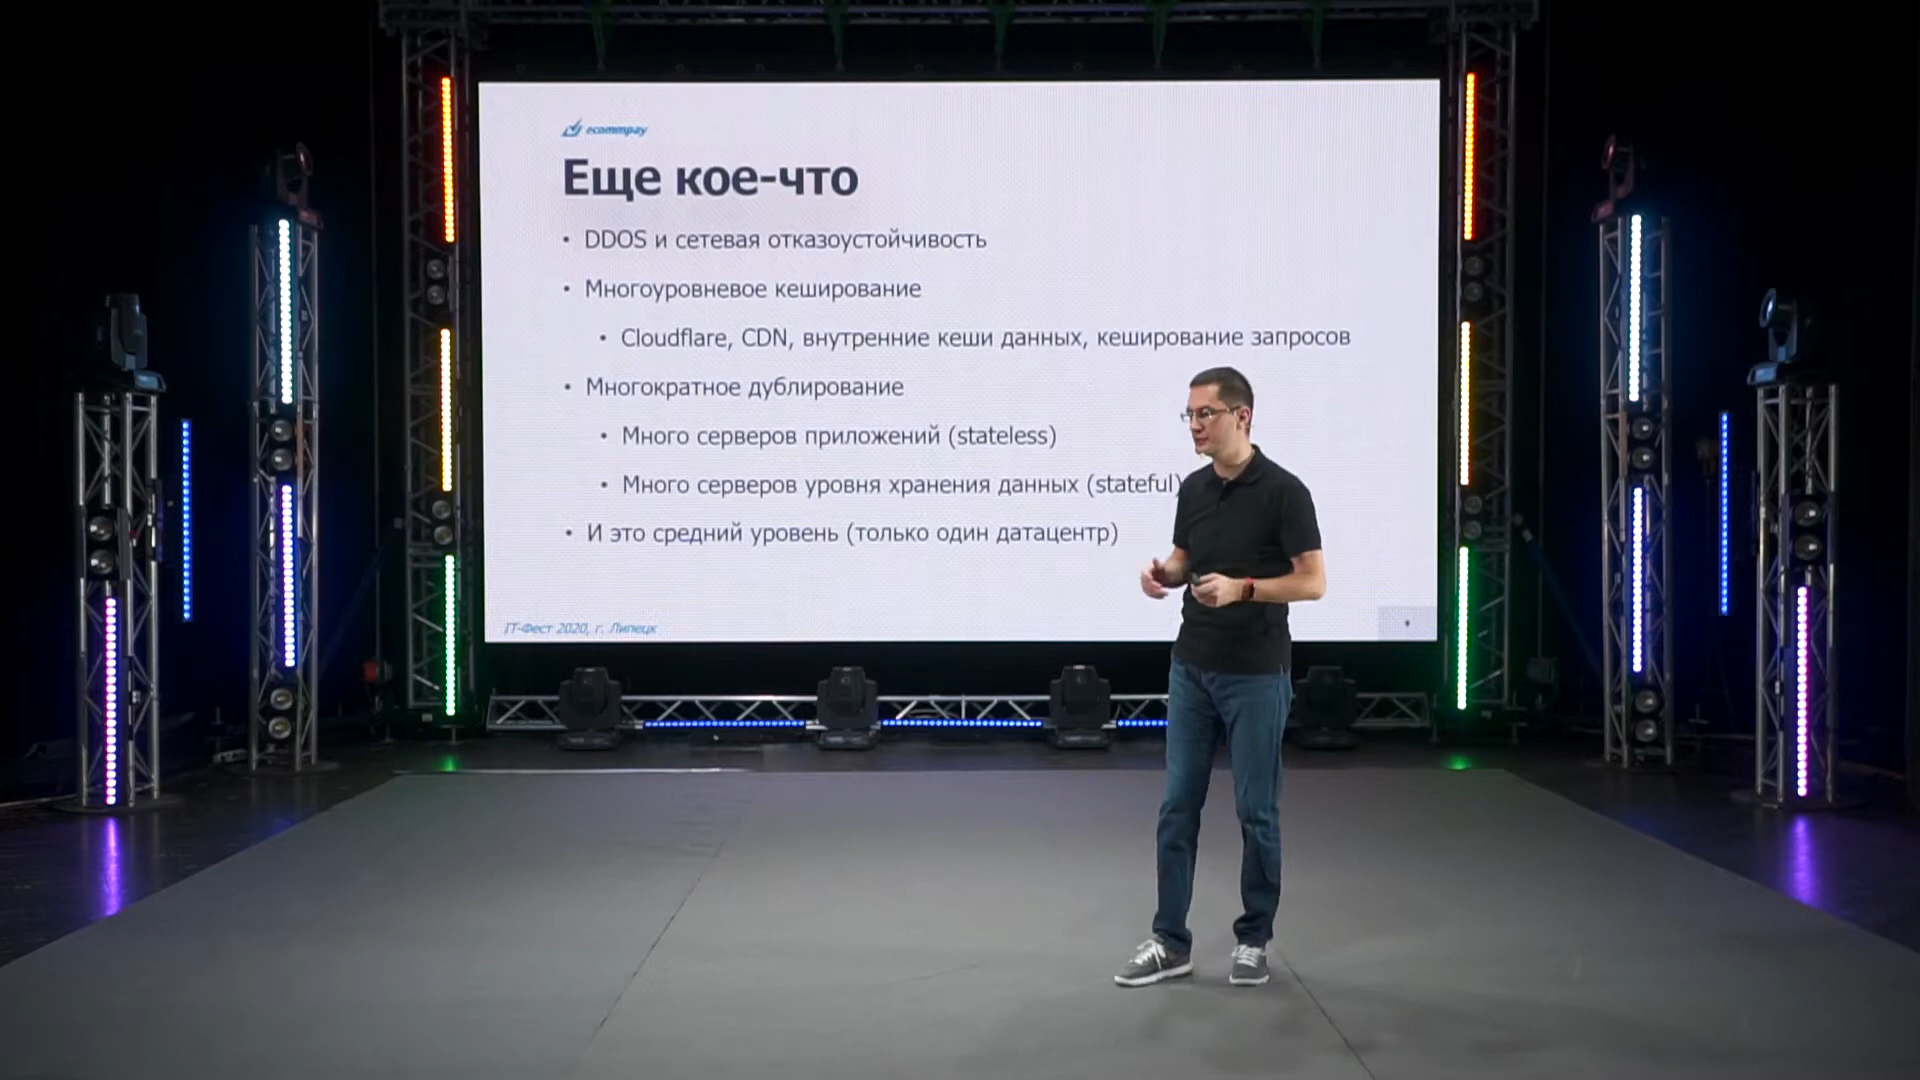 ecommpay
Еще кое-что
• DDOS и сетевая отказоустойчивость
• Многоуровневое кеширование
• Cloudflare, CDN, внутренние кеши данных, кеширование запросов
• Многократное дублирование
• Много серверов приложений (stateless)
• Много серверов уровня хранения данных (stateful)
• И это средний уровень (только один датацентр)
IT-Фест 2020, г. Липецк